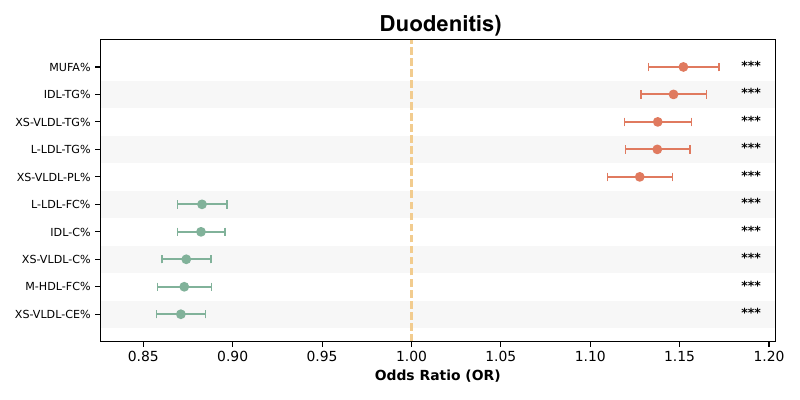 Duodenitis)
MUFA% ***
IDL-TG% ***
XS-VLDL-TG% ***
L-LDL-TG% ***
XS-VLDL-PL% ***
L-LDL-FC% ***
IDL-C% ***
XS-VLDL-C% ***
M-HDL-FC% ***
XS-VLDL-CE% ***
0.85 0.90 0.95 1.00 1.05 1.10 1.15 1.20
Odds Ratio (OR)